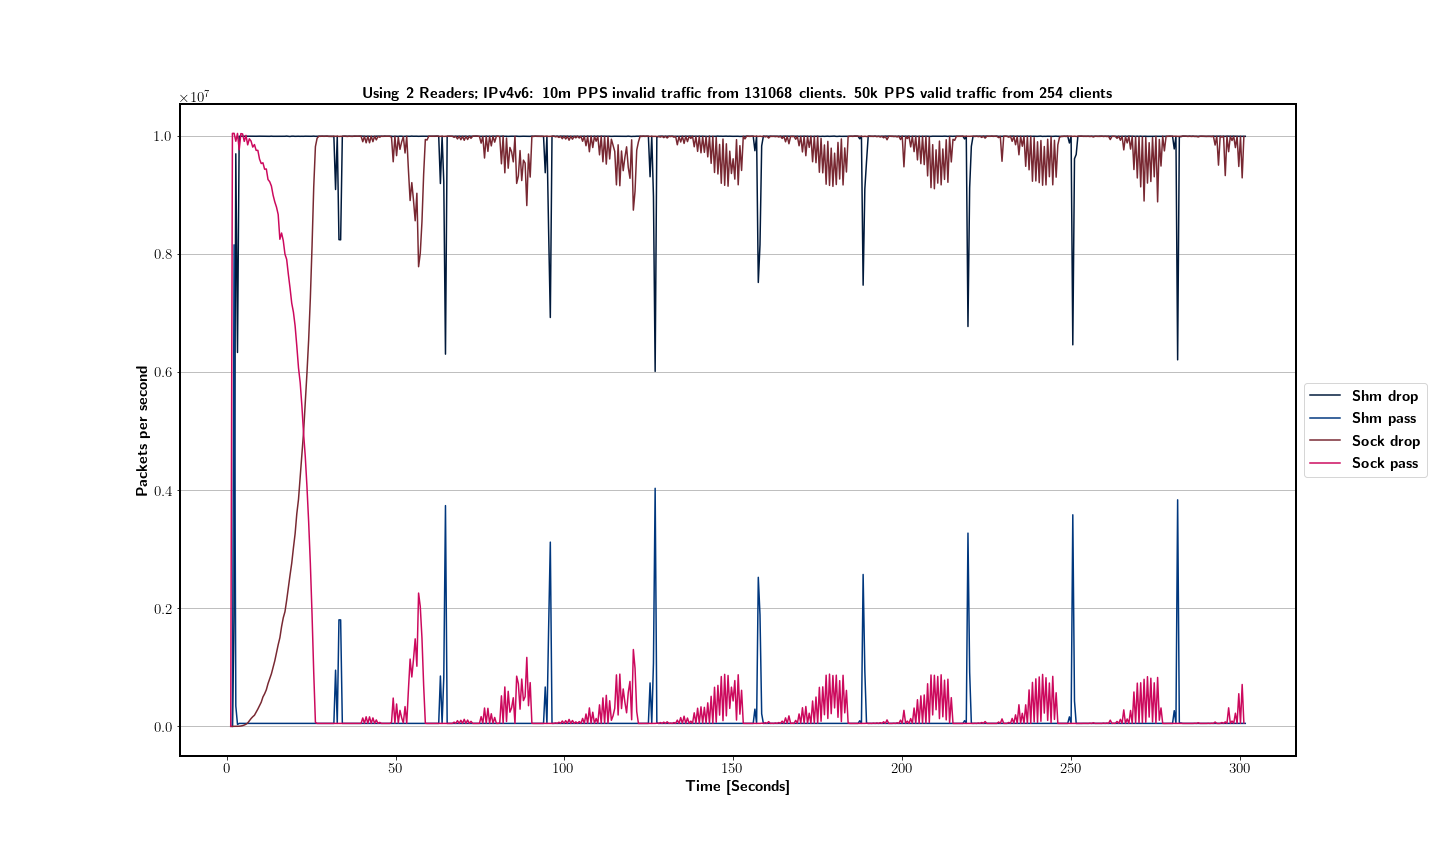 Using 2 Readers; IPv4v6: 10m PPS invalid traffic from 131068 clients. 50k PPS valid traffic from 254 clients
×10⁷
1.0
0.8
0.6
0.4
0.2
0.0
Packets per second
0 50 100 150 200 250 300
Time [Seconds]
Shm drop
Shm pass
Sock drop
Sock pass